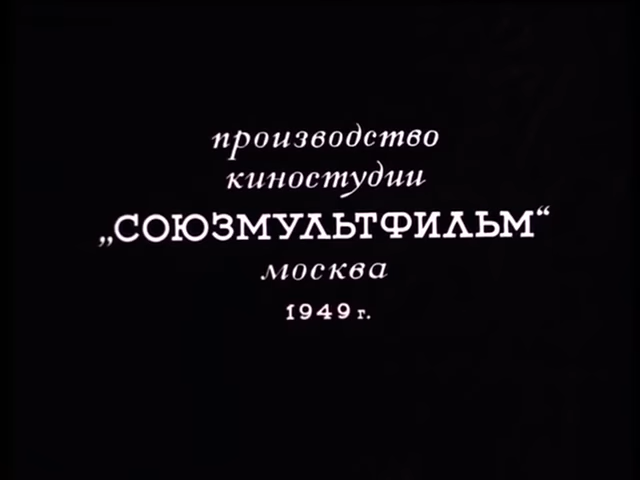 производство
киностудии
„СОЮЗМУЛЬТФИЛЬМ“
москва
1949 г.